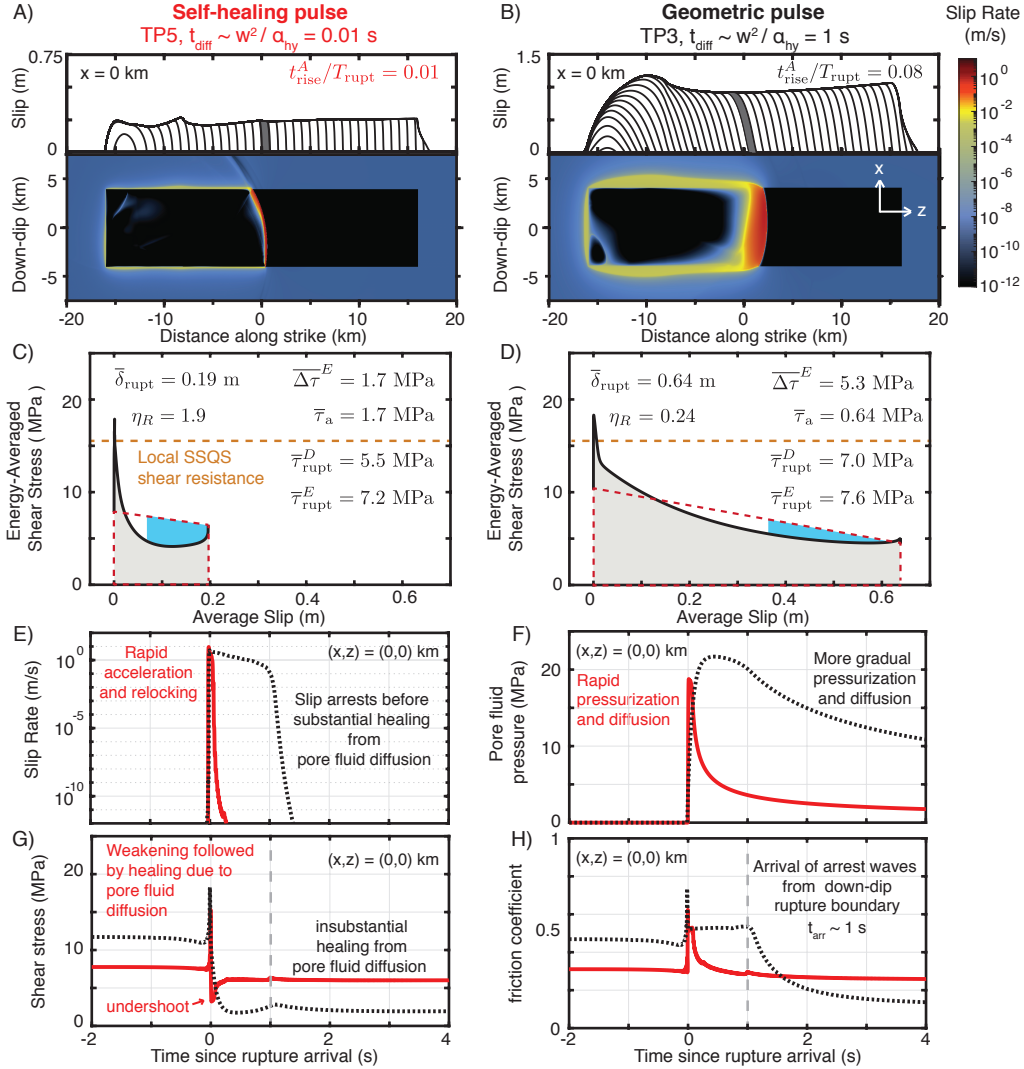 A)
Self-healing pulse
TP5, t_diff ~ w² / α_hy = 0.01 s
0.75
x = 0 km
t^A_rise/T_rupt = 0.01
Slip (m)
0
Down-dip (km)
5
0
-5
-20
-10
0
10
20
Distance along strike (km)
B)
Geometric pulse
TP3, t_diff ~ w² / α_hy = 1 s
1.5
x = 0 km
t^A_rise/T_rupt = 0.08
Slip (m)
0
Down-dip (km)
5
0
-5
x
z
-20
-10
0
10
20
Distance along strike (km)
Slip Rate
(m/s)
10⁰
10⁻²
10⁻⁴
10⁻⁶
10⁻⁸
10⁻¹⁰
10⁻¹²
C)
δ̅_rupt = 0.19 m
Δτ̅^E = 1.7 MPa
η_R = 1.9
τ̅_a = 1.7 MPa
Local SSQS
shear resistance
τ̅^D_rupt = 5.5 MPa
τ̅^E_rupt = 7.2 MPa
Energy-Averaged
Shear Stress ( MPa)
20
10
0
0
0.2
0.4
0.6
Average Slip (m)
D)
δ̅_rupt = 0.64 m
Δτ̅^E = 5.3 MPa
η_R = 0.24
τ̅_a = 0.64 MPa
τ̅^D_rupt = 7.0 MPa
τ̅^E_rupt = 7.6 MPa
Energy-Averaged
Shear Stress ( MPa)
20
10
0
0
0.2
0.4
0.6
Average Slip (m)
E)
Rapid
acceleration
and relocking
(x,z) = (0,0) km
Slip arrests before
substantial healing
from
pore fluid diffusion
Slip Rate (m/s)
10⁰
10⁻⁵
10⁻¹⁰
F)
(x,z) = (0,0) km
Rapid
pressurization
and diffusion
More gradual
pressurization
and diffusion
Pore fluid
pressure (MPa)
20
10
0
G)
Weakening followed
by healing due to
pore fluid
diffusion
(x,z) = (0,0) km
insubstantial
healing from
pore fluid diffusion
undershoot
Shear stress (MPa)
20
10
0
-2
0
2
4
Time since rupture arrival (s)
H)
(x,z) = (0,0) km
Arrival of arrest waves
from down-dip
rupture boundary
t_arr ~ 1 s
friction coefficient
1
0.5
0
-2
0
2
4
Time since rupture arrival (s)